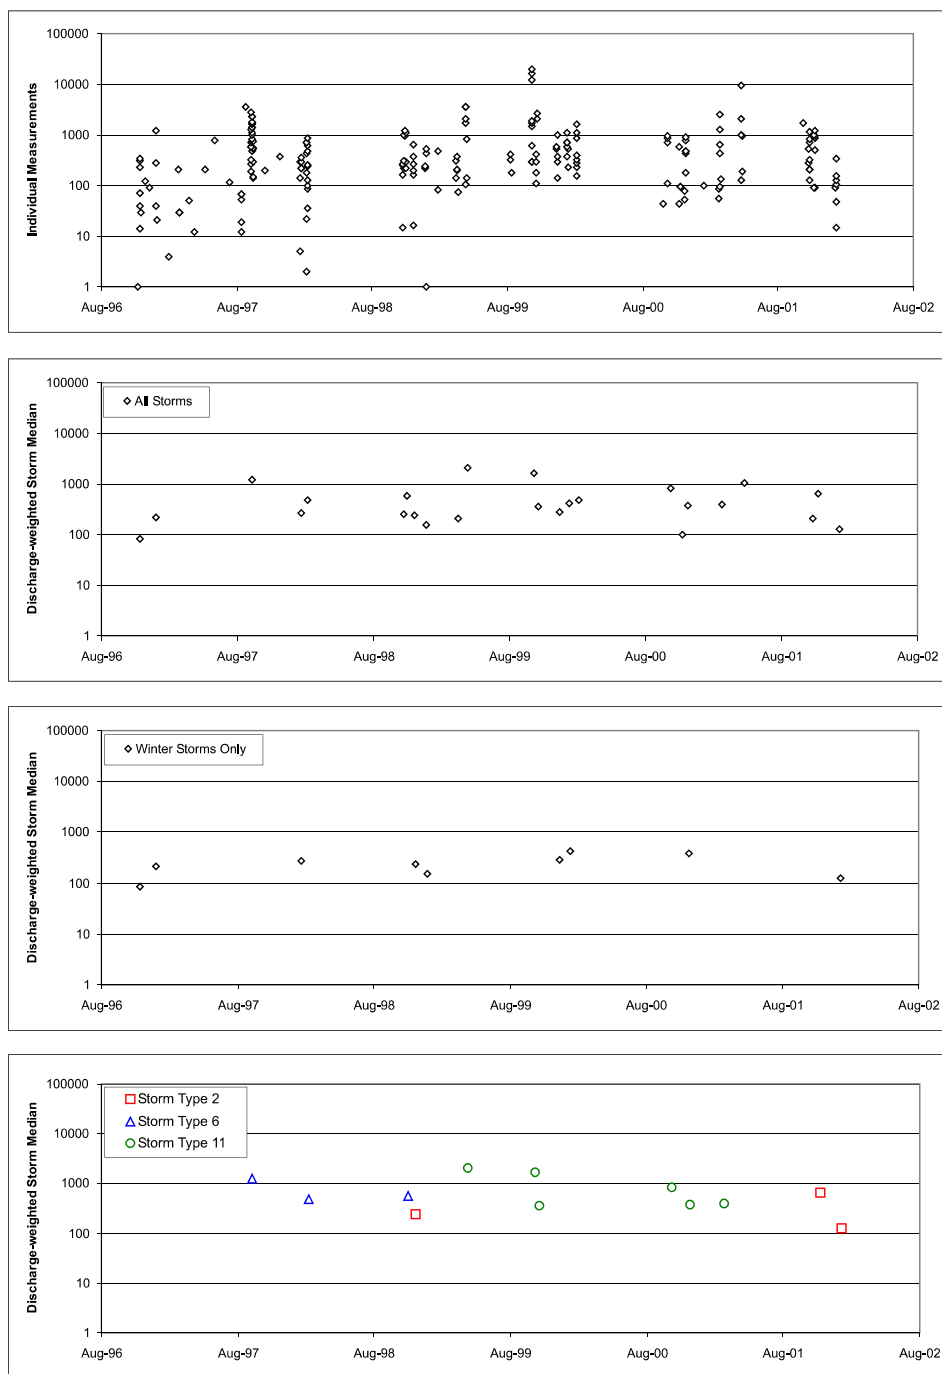 Individual Measurements
100000
10000
1000
100
10
1
Aug-96 Aug-97 Aug-98 Aug-99 Aug-00 Aug-01 Aug-02
Discharge-weighted Storm Median
100000
10000
1000
100
10
1
All Storms
Aug-96 Aug-97 Aug-98 Aug-99 Aug-00 Aug-01 Aug-02
Discharge-weighted Storm Median
100000
10000
1000
100
10
1
Winter Storms Only
Aug-96 Aug-97 Aug-98 Aug-99 Aug-00 Aug-01 Aug-02
Discharge-weighted Storm Median
100000
10000
1000
100
10
1
Storm Type 2
Storm Type 6
Storm Type 11
Aug-96 Aug-97 Aug-98 Aug-99 Aug-00 Aug-01 Aug-02